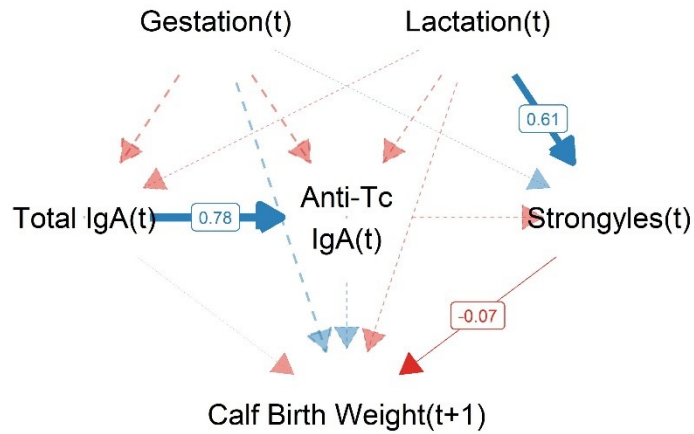 Gestation(t)
Lactation(t)
0.61
Total IgA(t)
0.78
Anti-Tc
IgA(t)
Strongyles(t)
-0.07
Calf Birth Weight(t+1)